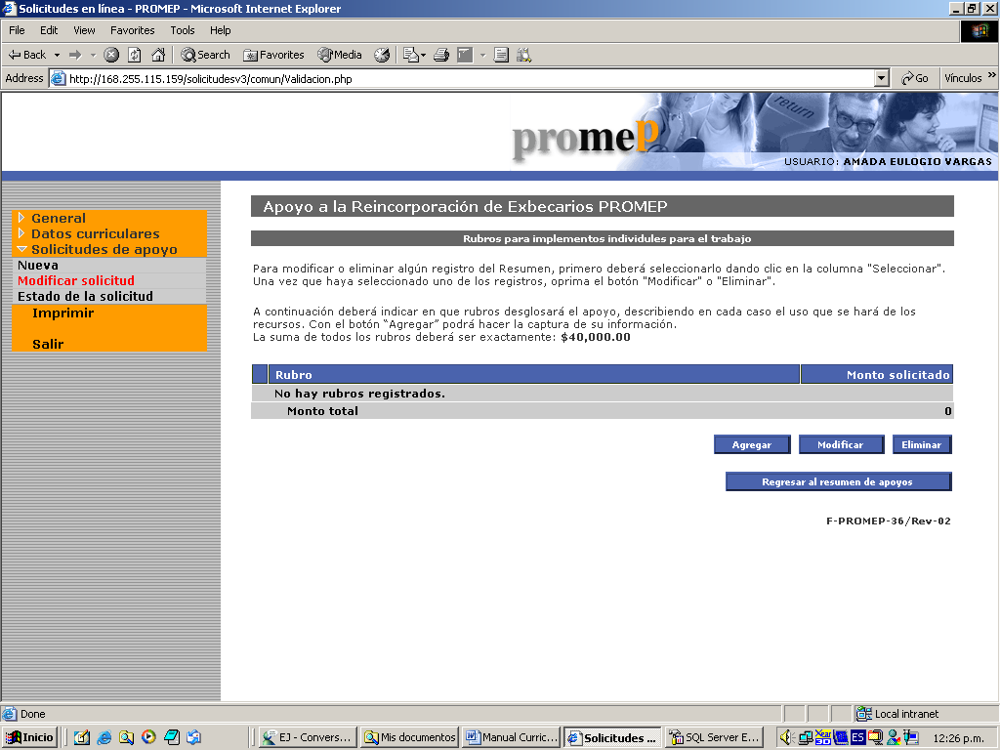 Solicitudes en línea - PROMEP - Microsoft Internet Explorer
File Edit View Favorites Tools Help
Back Search Favorites Media
Address http://168.255.115.159/solicitudesv3/comun/Validacion.php Go Vínculos »
return
promep
USUARIO: AMADA EULOGIO VARGAS
General
Datos curriculares
Solicitudes de apoyo
Nueva
Modificar solicitud
Estado de la solicitud
Imprimir
Salir
Apoyo a la Reincorporación de Exbecarios PROMEP
Rubros para implementos individules para el trabajo
Para modificar o eliminar algún registro del Resumen, primero deberá seleccionarlo dando clic en la columna "Seleccionar".
Una vez que haya seleccionado uno de los registros, oprima el botón "Modificar" o "Eliminar".
A continuación deberá indicar en que rubros desglosará el apoyo, describiendo en cada caso el uso que se hará de los
recursos. Con el botón “Agregar” podrá hacer la captura de su información.
La suma de todos los rubros deberá ser exactamente: $40,000.00
Rubro Monto solicitado
No hay rubros registrados.
Monto total 0
Agregar Modificar Eliminar
Regresar al resumen de apoyos
F-PROMEP-36/Rev-02
Done Local intranet
Inicio EJ - Convers... Mis documentos Manual Curric... Solicitudes ... SQL Server E... ES 12:26 p.m.